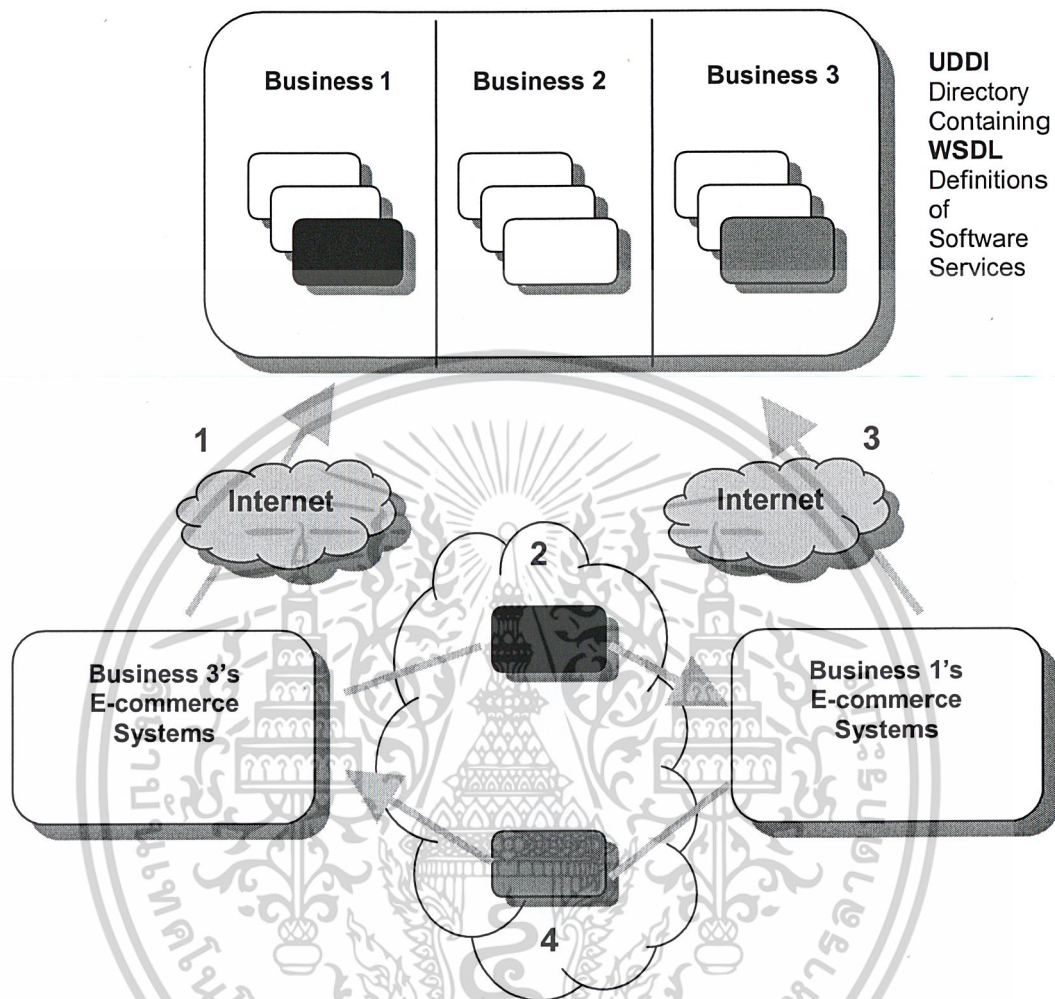 Business 1
Business 2
Business 3
UDDI
Directory
Containing
WSDL
Definitions
of
Software
Services
1
3
Internet
Internet
2
Business 3's
E-commerce
Systems
Business 1's
E-commerce
Systems
4